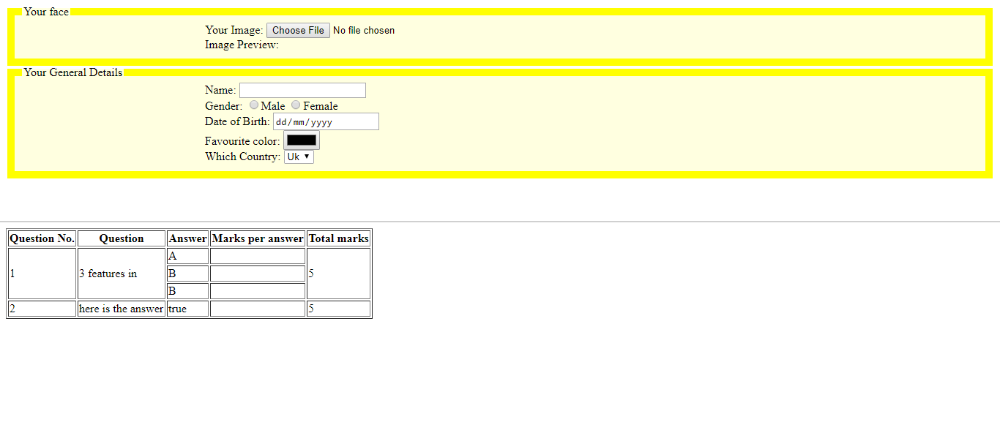 Your face
Your Image: Choose File No file chosen
Image Preview:
Your General Details
Name:
Gender: Male Female
Date of Birth: dd/mm/yyyy
Favourite color:
Which Country: Uk
Question No. Question Answer Marks per answer Total marks
1 3 features in A 5
B
B
2 here is the answer true 5